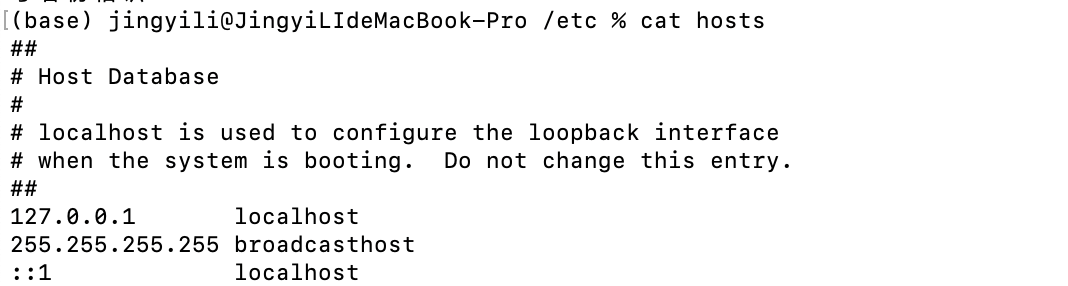 (base) jingyili@JingyiLIdeMacBook-Pro /etc % cat hosts
##
# Host Database
#
# localhost is used to configure the loopback interface
# when the system is booting.  Do not change this entry.
##
127.0.0.1       localhost
255.255.255.255 broadcasthost
::1             localhost